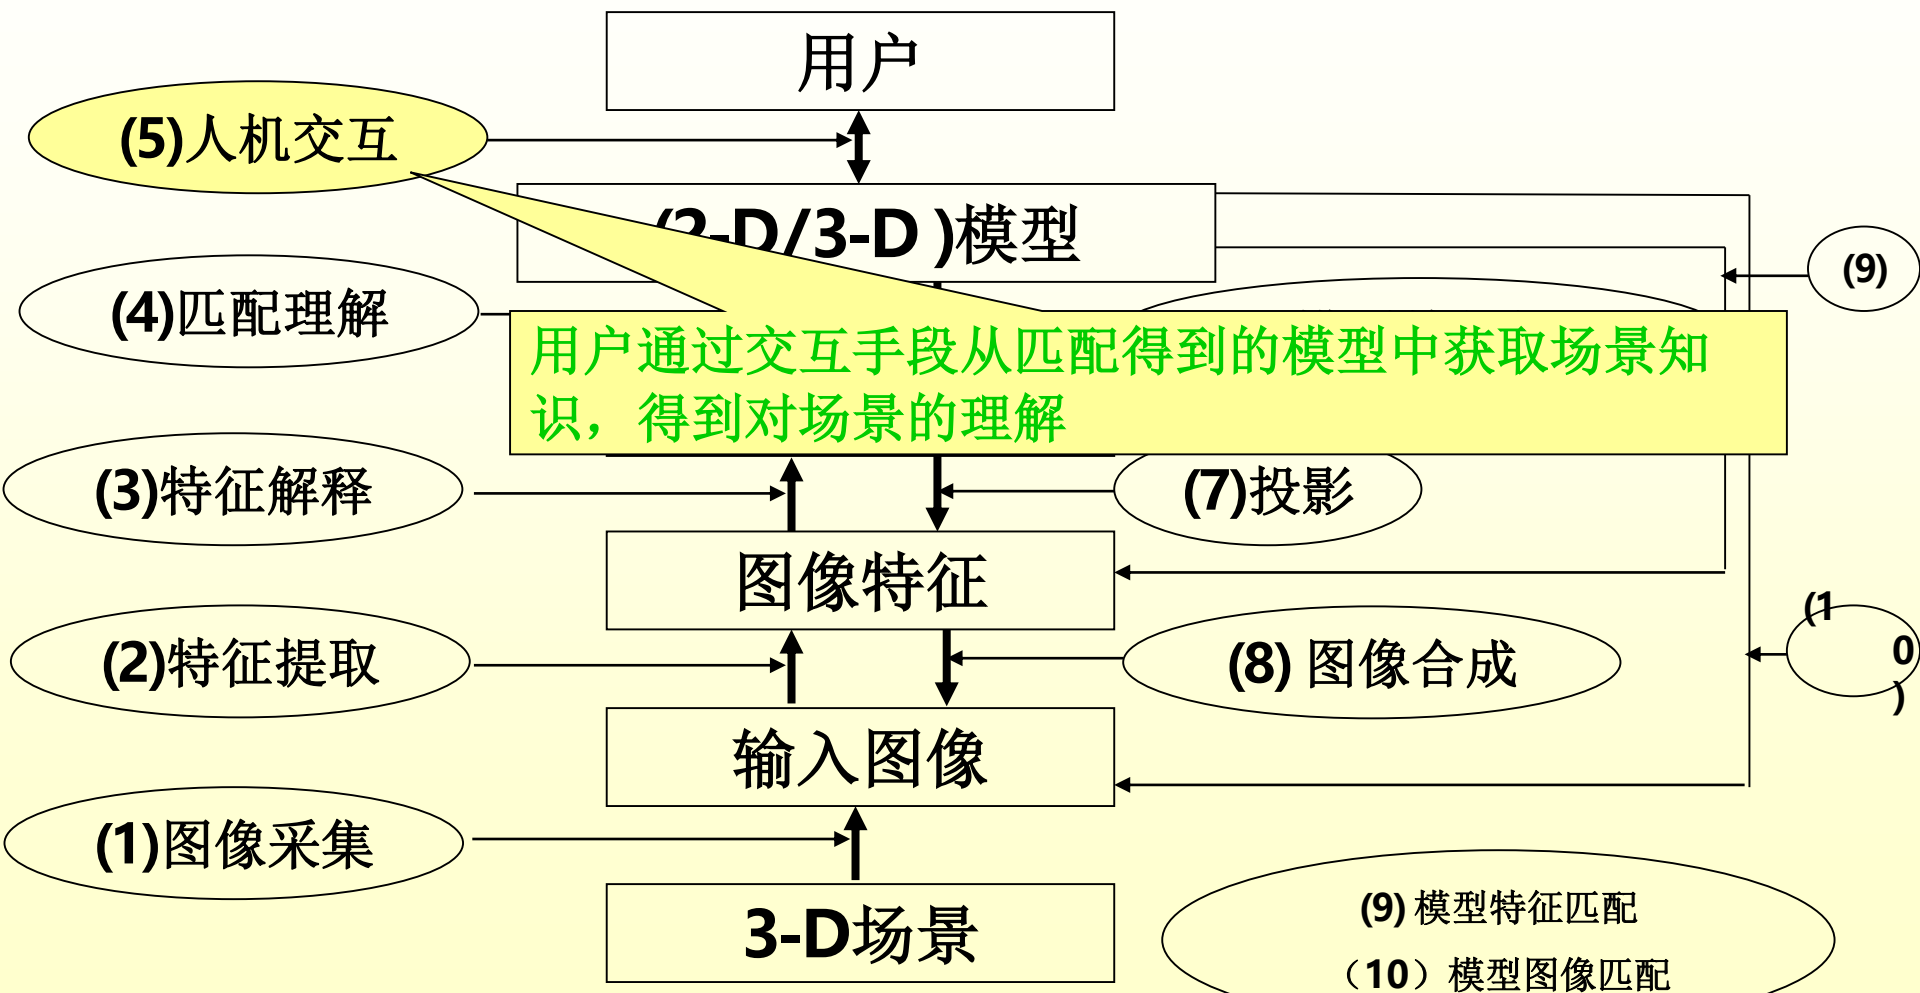 用户
(5)人机交互
(2-D/3-D )模型
(9)
(4)匹配理解
用户通过交互手段从匹配得到的模型中获取场景知
识，得到对场景的理解
(3)特征解释
(7)投影
图像特征
(10)
(2)特征提取
(8) 图像合成
输入图像
(1)图像采集
3-D场景
(9) 模型特征匹配
（10）模型图像匹配